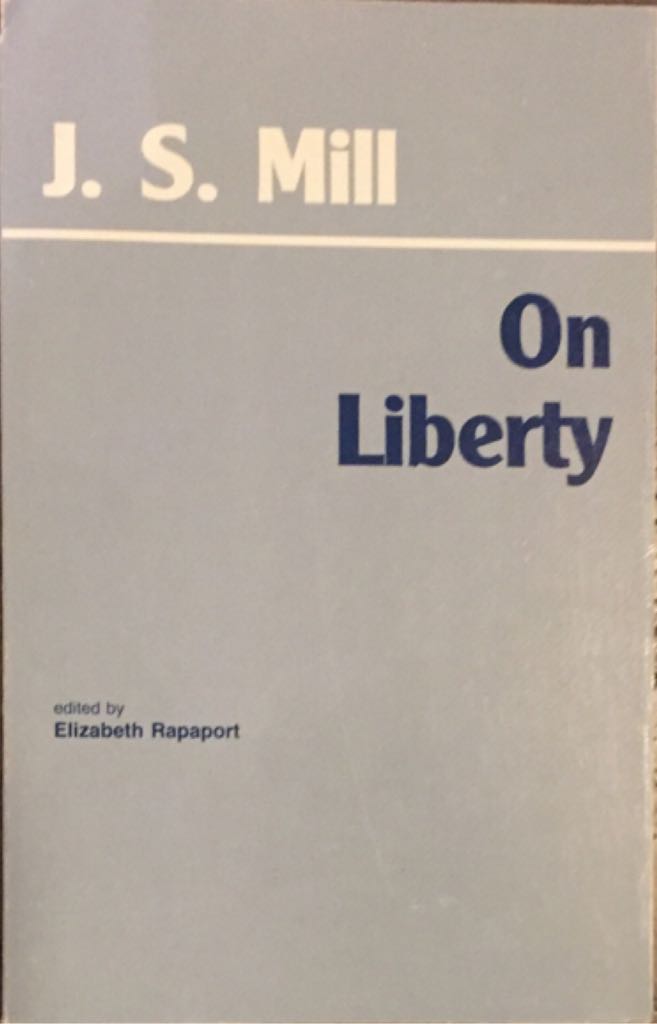 J. S. Mill
On
Liberty
edited by
Elizabeth Rapaport